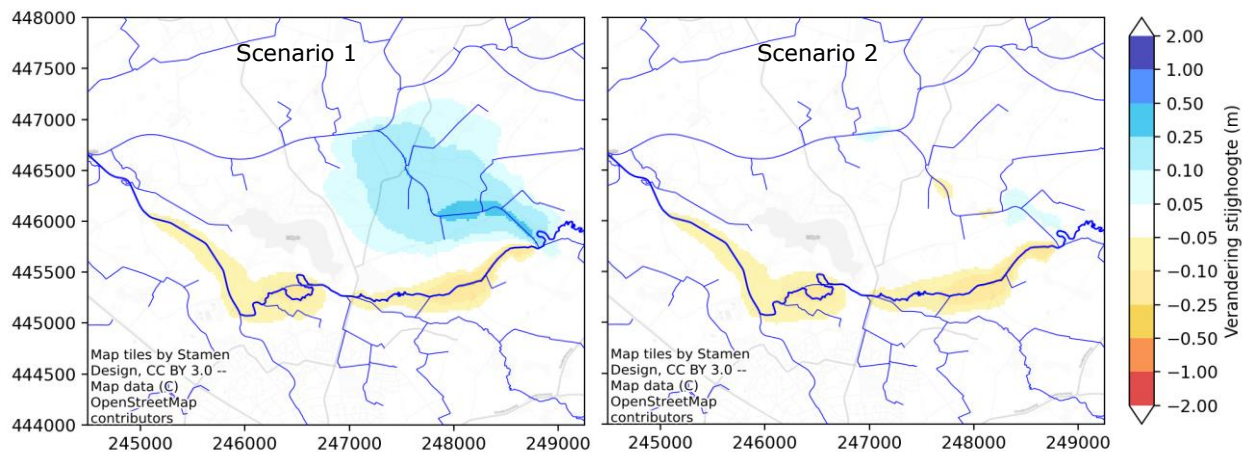 Scenario 1
Scenario 2
448000
447500
447000
446500
446000
445500
445000
444500
444000
Map tiles by Stamen
Design, CC BY 3.0 --
Map data (C)
OpenStreetMap
contributors
Map tiles by Stamen
Design, CC BY 3.0 --
Map data (C)
OpenStreetMap
contributors
245000 246000 247000 248000 249000
245000 246000 247000 248000 249000
2.00
1.00
0.50
0.25
0.10
0.05
−0.05
−0.10
−0.25
−0.50
−1.00
−2.00
Verandering stijghoogte (m)